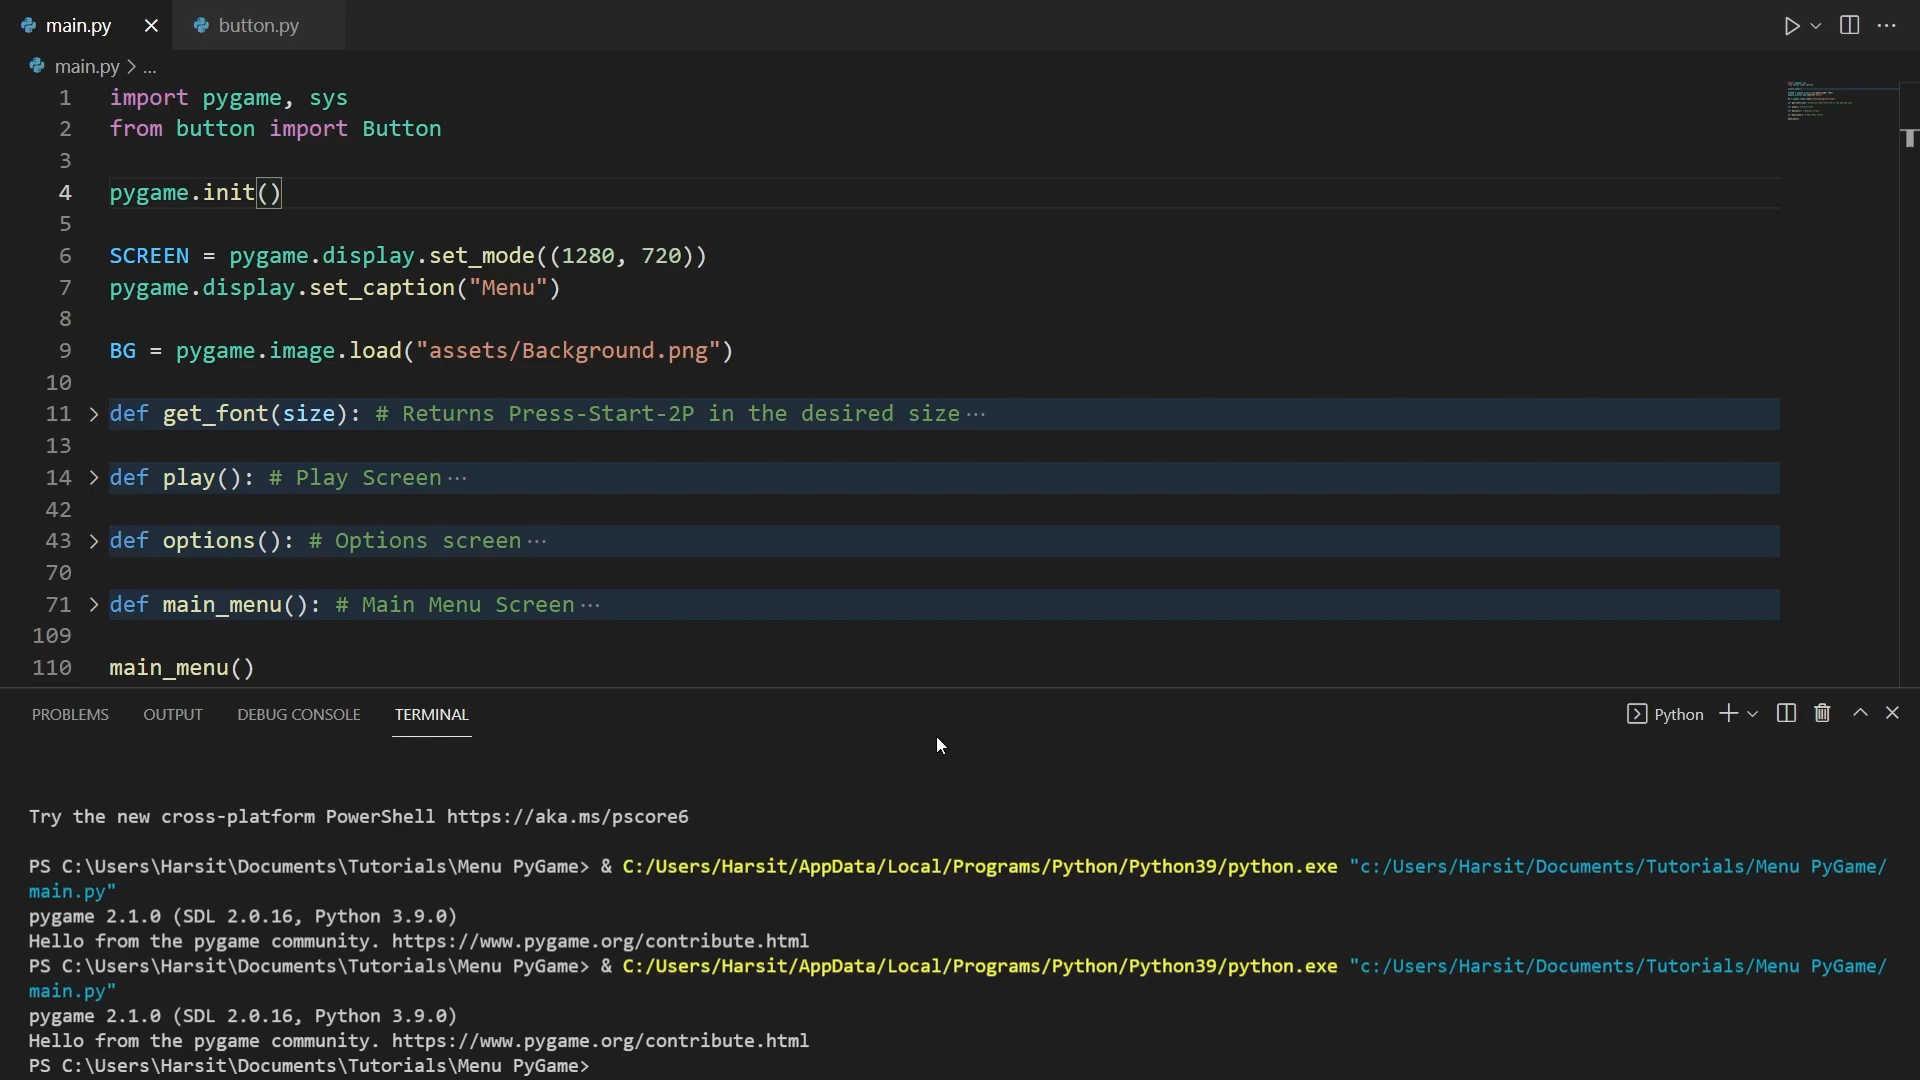 main.py
button.py
main.py > ...
1 import pygame, sys
2 from button import Button
3
4 pygame.init()
5
6 SCREEN = pygame.display.set_mode((1280, 720))
7 pygame.display.set_caption("Menu")
8
9 BG = pygame.image.load("assets/Background.png")
10
11 > def get_font(size): # Returns Press-Start-2P in the desired size ···
13
14 > def play(): # Play Screen ···
42
43 > def options(): # Options screen ···
70
71 > def main_menu(): # Main Menu Screen ···
109
110 main_menu()
PROBLEMS OUTPUT DEBUG CONSOLE TERMINAL
Python
Try the new cross-platform PowerShell https://aka.ms/pscore6
PS C:\Users\Harsit\Documents\Tutorials\Menu PyGame> & C:/Users/Harsit/AppData/Local/Programs/Python/Python39/python.exe "c:/Users/Harsit/Documents/Tutorials/Menu PyGame/
main.py"
pygame 2.1.0 (SDL 2.0.16, Python 3.9.0)
Hello from the pygame community. https://www.pygame.org/contribute.html
PS C:\Users\Harsit\Documents\Tutorials\Menu PyGame> & C:/Users/Harsit/AppData/Local/Programs/Python/Python39/python.exe "c:/Users/Harsit/Documents/Tutorials/Menu PyGame/
main.py"
pygame 2.1.0 (SDL 2.0.16, Python 3.9.0)
Hello from the pygame community. https://www.pygame.org/contribute.html
PS C:\Users\Harsit\Documents\Tutorials\Menu PyGame>